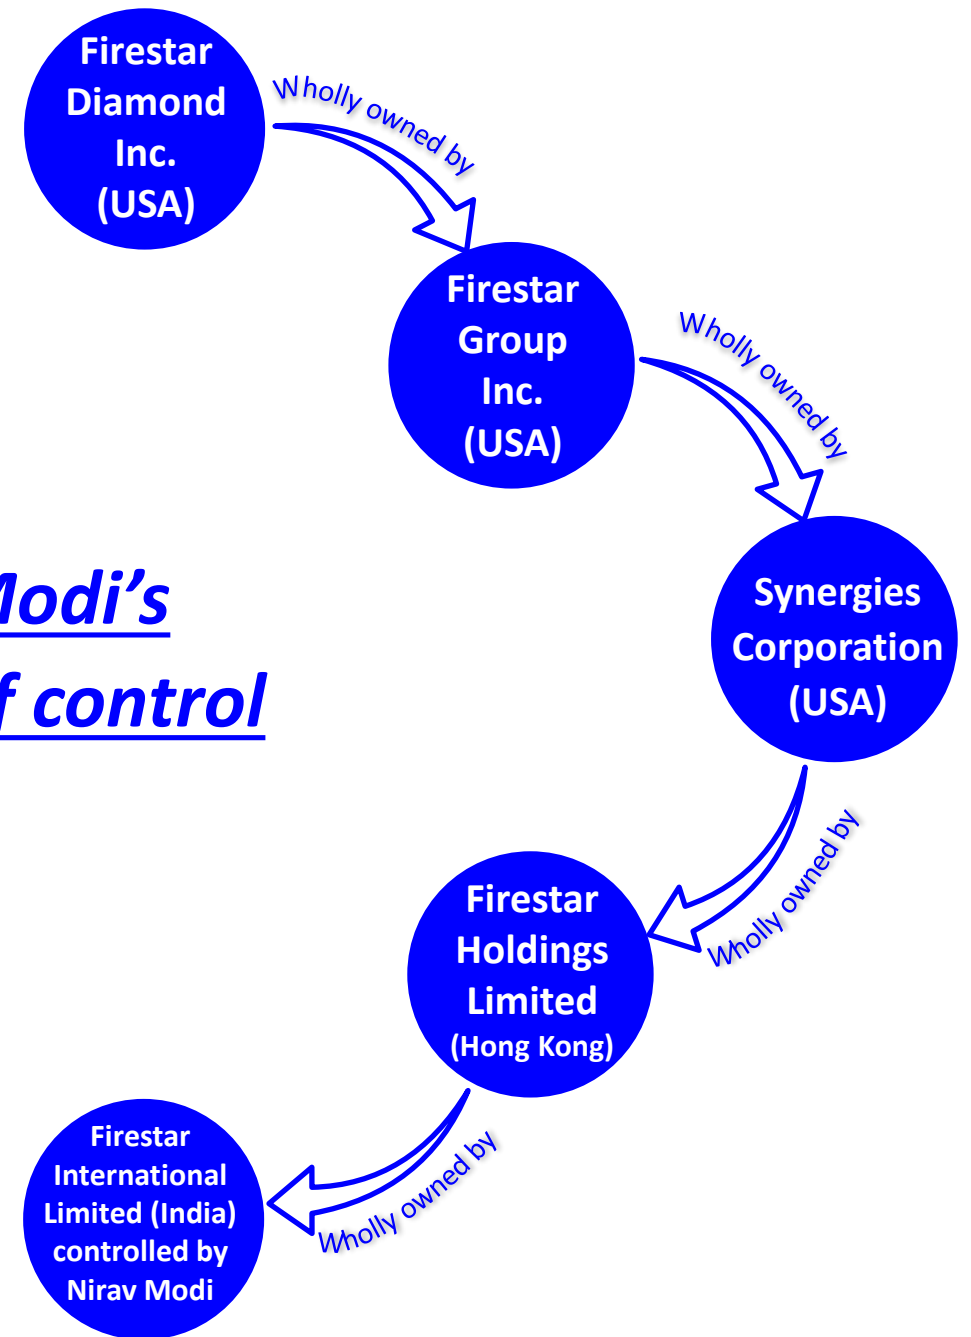 Firestar
Diamond
Inc.
(USA)
Wholly owned by
Firestar
Group
Inc.
(USA)
Wholly owned by
Synergies
Corporation
(USA)
Modi’s
f control
Wholly owned by
Firestar
Holdings
Limited
(Hong Kong)
Wholly owned by
Firestar
International
Limited (India)
controlled by
Nirav Modi